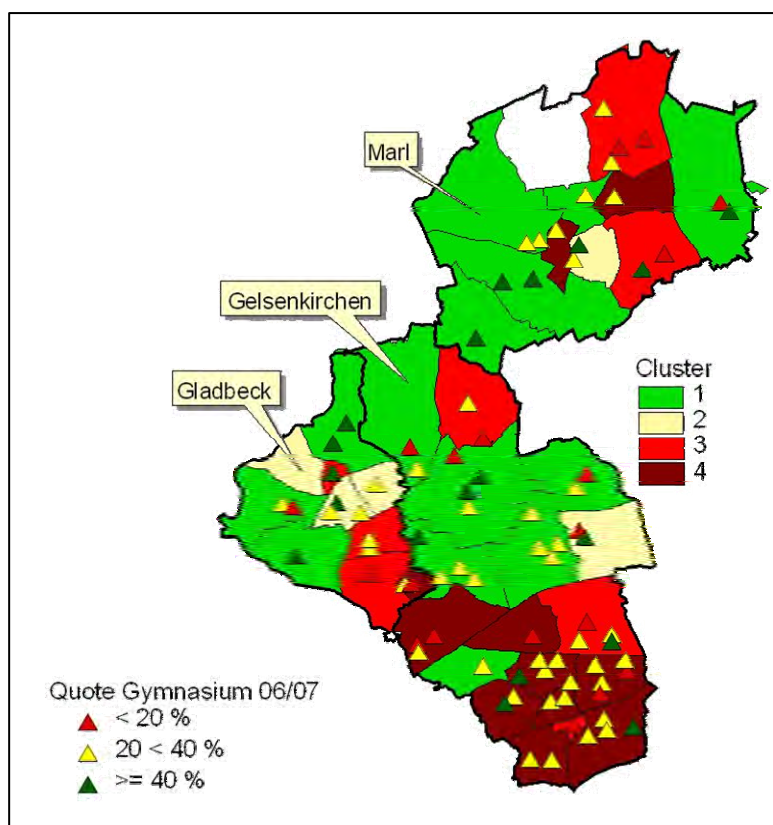 Marl
Gelsenkirchen
Gladbeck
Cluster
1
2
3
4
Quote Gymnasium 06/07
< 20 %
20 < 40 %
>= 40 %